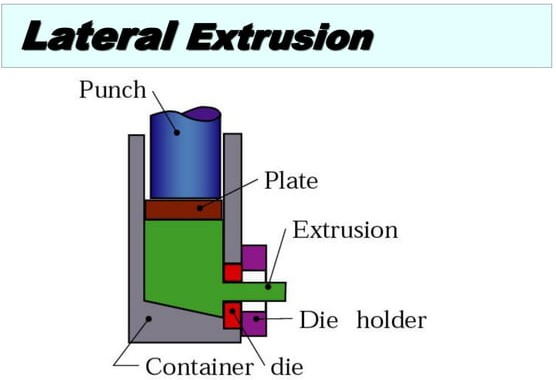 Lateral Extrusion
Punch
Plate
Extrusion
Die holder
Container die